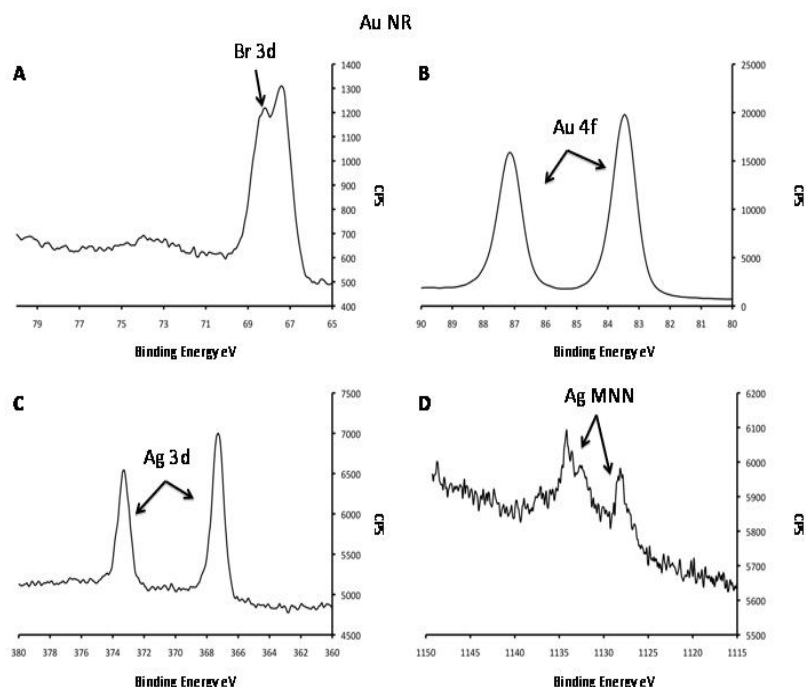 Au NR
A
Br 3d
1400
1300
1200
1100
1000
900
800
700
600
500
400
CPS
79 77 75 73 71 69 67 65
Binding Energy eV
B
Au 4f
25000
20000
15000
10000
5000
0
CPS
90 89 88 87 86 85 84 83 82 81 80
Binding Energy eV
C
Ag 3d
7500
7000
6500
6000
5500
5000
4500
CPS
380 378 376 374 372 370 368 366 364 362 360
Binding Energy eV
D
Ag MNN
6200
6100
6000
5900
5800
5700
5600
5500
CPS
1150 1145 1140 1135 1130 1125 1120 1115
Binding Energy eV